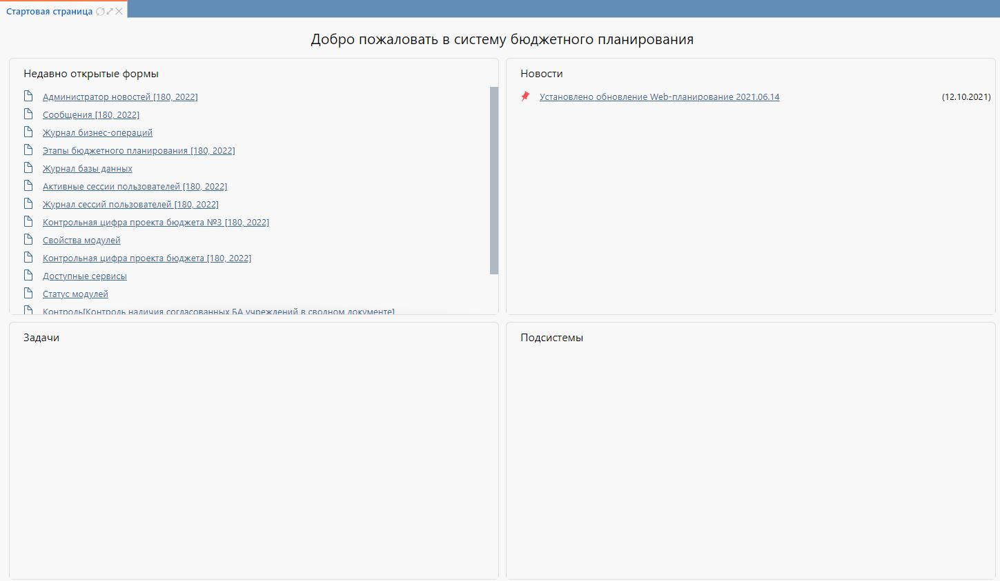 Стартовая страница
Добро пожаловать в систему бюджетного планирования
Недавно открытые формы
Администратор новостей [180, 2022]
Сообщения [180, 2022]
Журнал бизнес-операций
Этапы бюджетного планирования [180, 2022]
Журнал базы данных
Активные сессии пользователей [180, 2022]
Журнал сессий пользователей [180, 2022]
Контрольная цифра проекта бюджета №3 [180, 2022]
Свойства модулей
Контрольная цифра проекта бюджета [180, 2022]
Доступные сервисы
Статус модулей
Контроль[Контроль наличия согласованных БА учреждений в сводном документе]
Новости
Установлено обновление Web-планирование 2021.06.14 (12.10.2021)
Задачи
Подсистемы